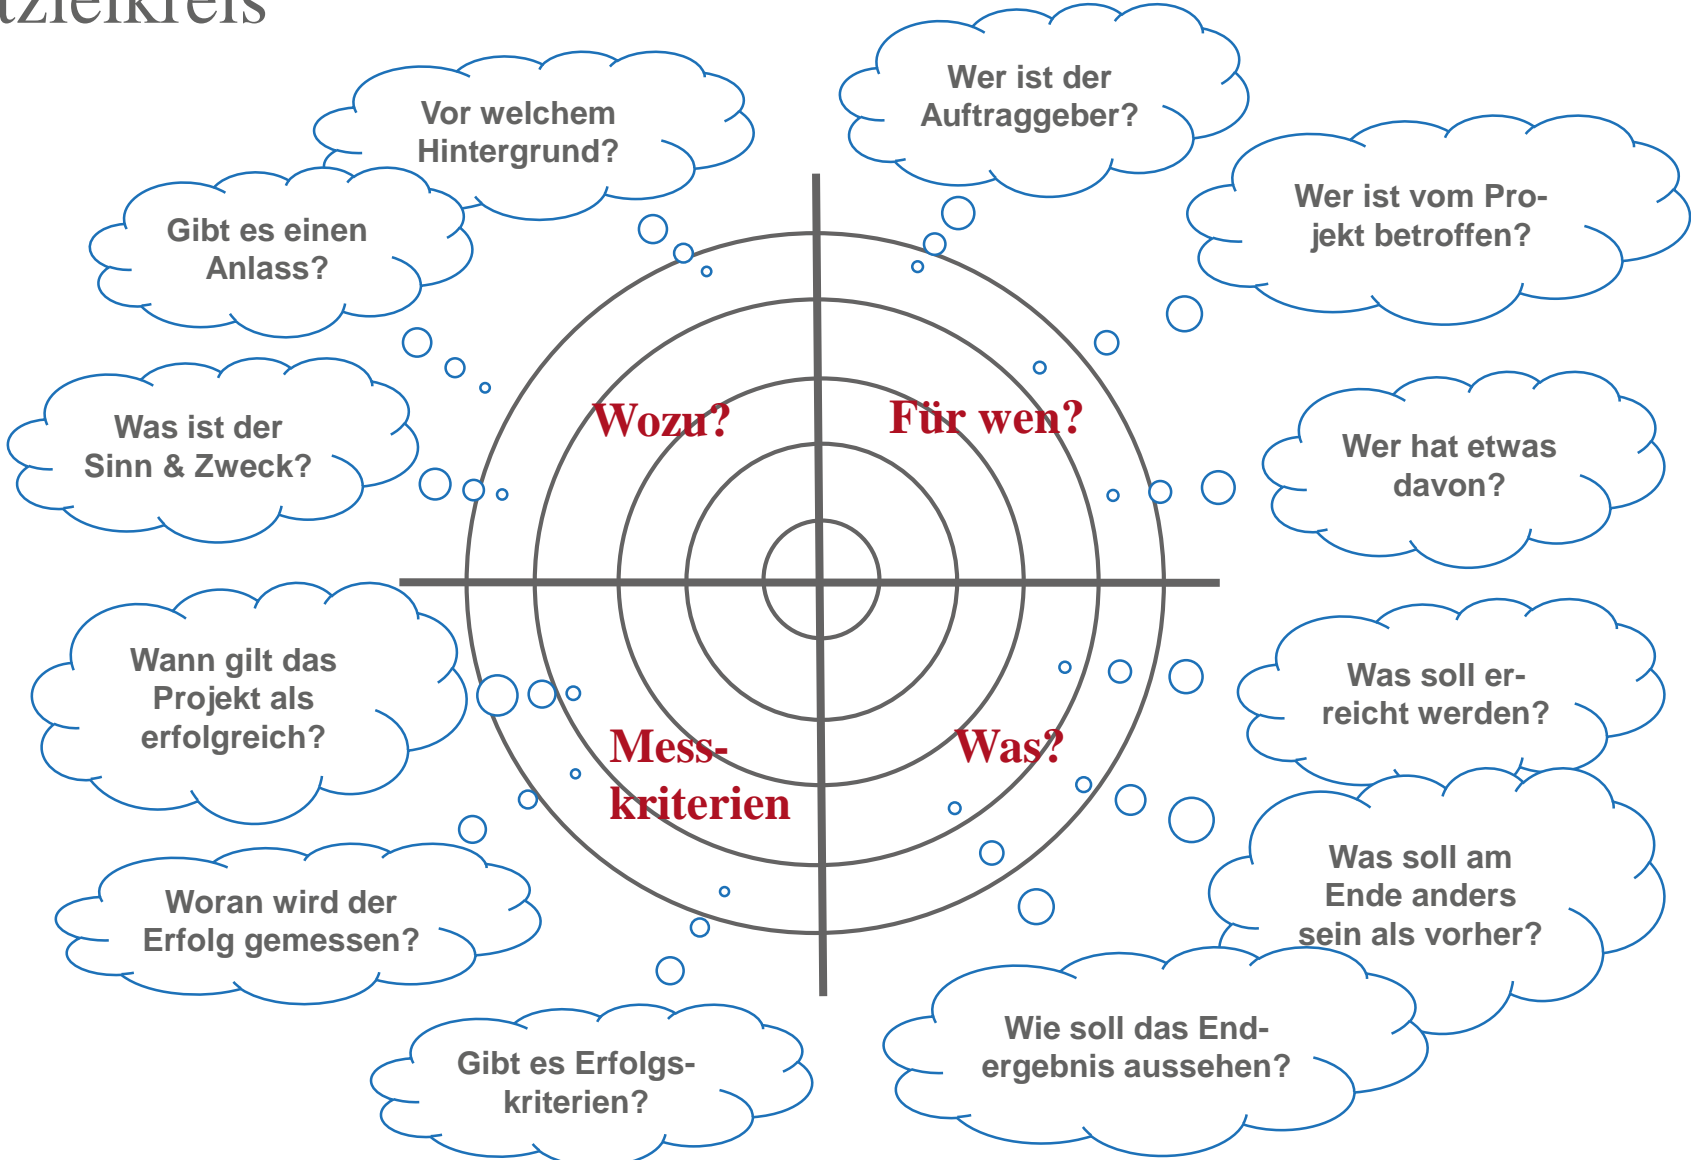 tzielkreis
Vor welchem
Hintergrund?
Wer ist der
Auftraggeber?
Gibt es einen
Anlass?
Wer ist vom Pro-
jekt betroffen?
Was ist der
Sinn & Zweck?
Wozu?
Für wen?
Wer hat etwas
davon?
Wann gilt das
Projekt als
erfolgreich?
Mess-
kriterien
Was?
Was soll er-
reicht werden?
Woran wird der
Erfolg gemessen?
Was soll am
Ende anders
sein als vorher?
Gibt es Erfolgs-
kriterien?
Wie soll das End-
ergebnis aussehen?